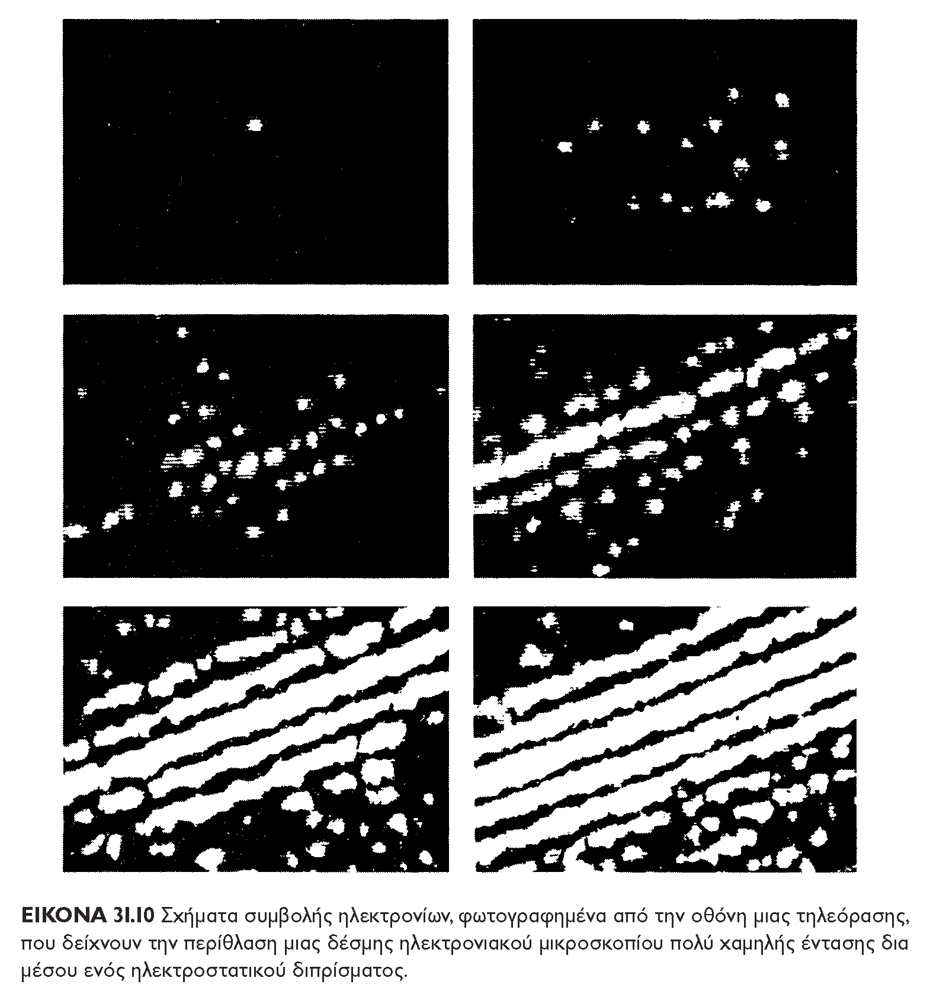 ΕΙΚΟΝΑ 31.10 Σχήματα συμβολής ηλεκτρονίων, φωτογραφημένα από την οθόνη μιας τηλεόρασης,
που δείχνουν την περίθλαση μιας δέσμης ηλεκτρονιακού μικροσκοπίου πολύ χαμηλής έντασης δια
μέσου ενός ηλεκτροστατικού διπρίσματος.